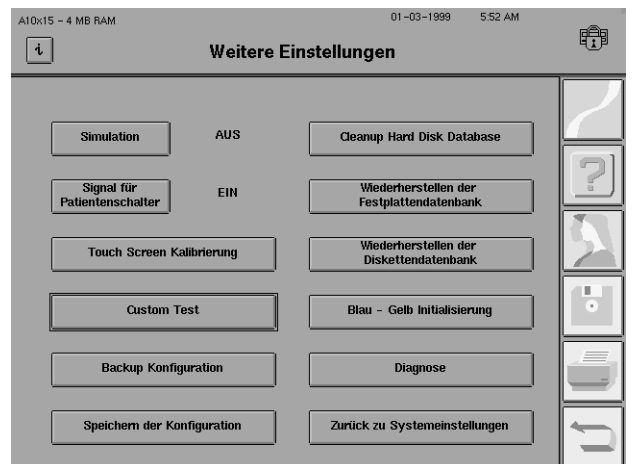 A10x15 - 4 MB RAM
01-03-1999 5:52 AM
i
Weitere Einstellungen
Simulation
AUS
Cleanup Hard Disk Database
Signal für
Patientenschalter
EIN
Wiederherstellen der
Festplattendatenbank
Touch Screen Kalibrierung
Wiederherstellen der
Diskettendatenbank
Custom Test
Blau - Gelb Initialisierung
Backup Konfiguration
Diagnose
Speichern der Konfiguration
Zurück zu Systemeinstellungen
?